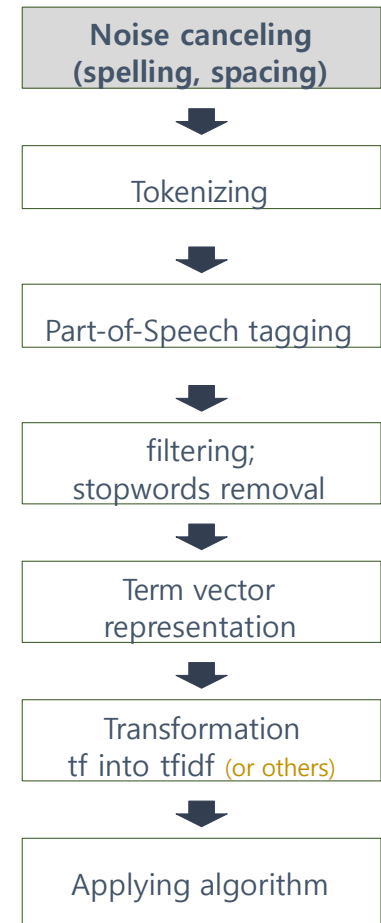 Noise canceling
(spelling, spacing)
Tokenizing
Part-of-Speech tagging
filtering;
stopwords removal
Term vector
representation
Transformation
tf into tfidf (or others)
Applying algorithm